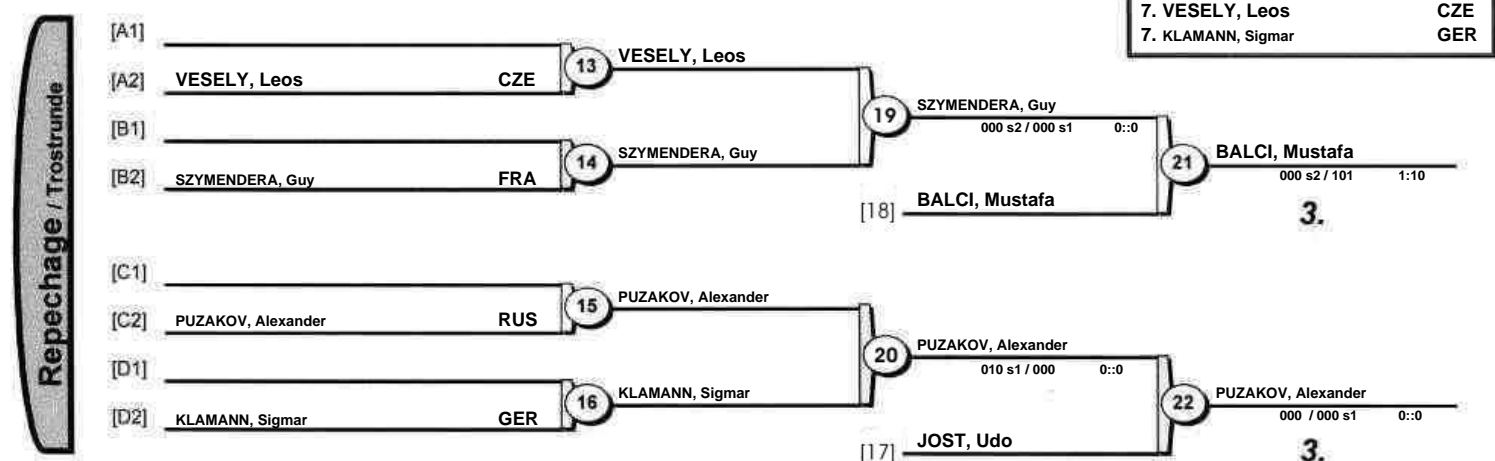 7. VESELY, Leos CZE
7. KLAMANN, Sigmar GER
Repechage / Trostrunde
[A1]
[A2] VESELY, Leos CZE
13 VESELY, Leos
[B1]
[B2] SZYMENDERA, Guy FRA
14 SZYMENDERA, Guy
19 SZYMENDERA, Guy
000 s2 / 000 s1 0::0
[18] BALCI, Mustafa
21 BALCI, Mustafa
000 s2 / 101 1:10
3.
[C1]
[C2] PUZAKOV, Alexander RUS
15 PUZAKOV, Alexander
[D1]
[D2] KLAMANN, Sigmar GER
16 KLAMANN, Sigmar
20 PUZAKOV, Alexander
010 s1 / 000 0::0
[17] JOST, Udo
22 PUZAKOV, Alexander
000 / 000 s1 0::0
3.